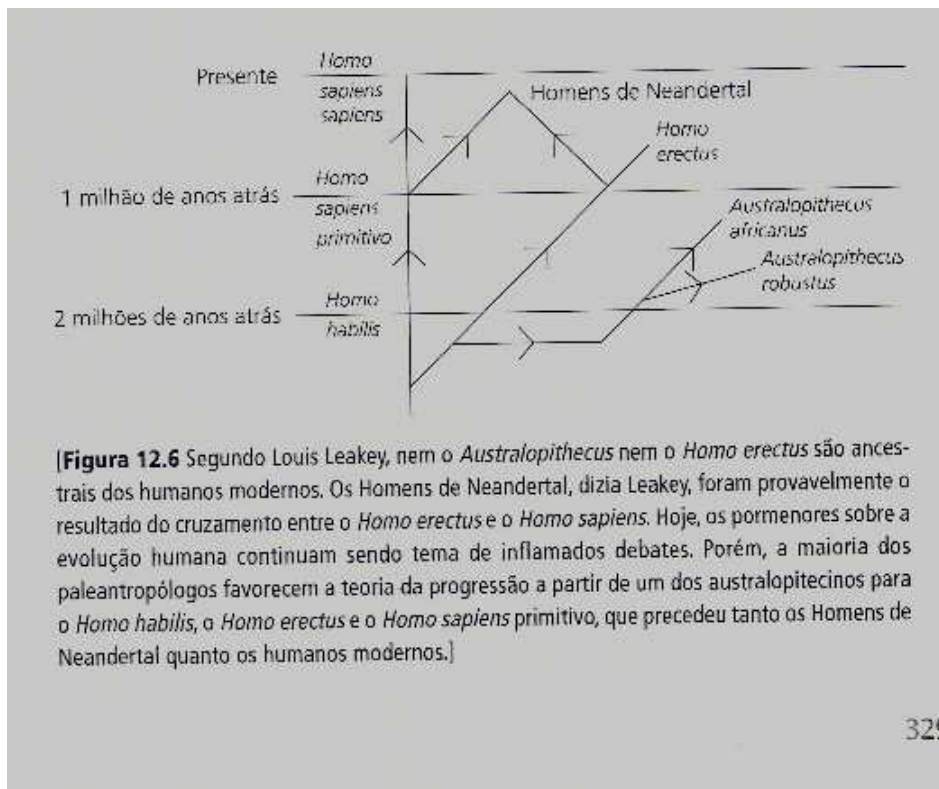 Homo
Presente
sapiens
sapiens
Homens de Neandertal
Homo
erectus
Homo
1 milhão de anos atrás
sapiens
primitivo
Australopithecus
africanus
Australopithecus
robustus
Homo
2 milhões de anos atrás
habilis
[Figura 12.6 Segundo Louis Leakey, nem o Australopithecus nem o Homo erectus são ances-
trais dos humanos modernos. Os Homens de Neandertal, dizia Leakey, foram provavelmente o
resultado do cruzamento entre o Homo erectus e o Homo sapiens. Hoje, os pormenores sobre a
evolução humana continuam sendo tema de inflamados debates. Porém, a maioria dos
paleantropólogos favorecem a teoria da progressão a partir de um dos australopitecinos para
o Homo habilis, o Homo erectus e o Homo sapiens primitivo, que precedeu tanto os Homens de
Neandertal quanto os humanos modernos.]
329